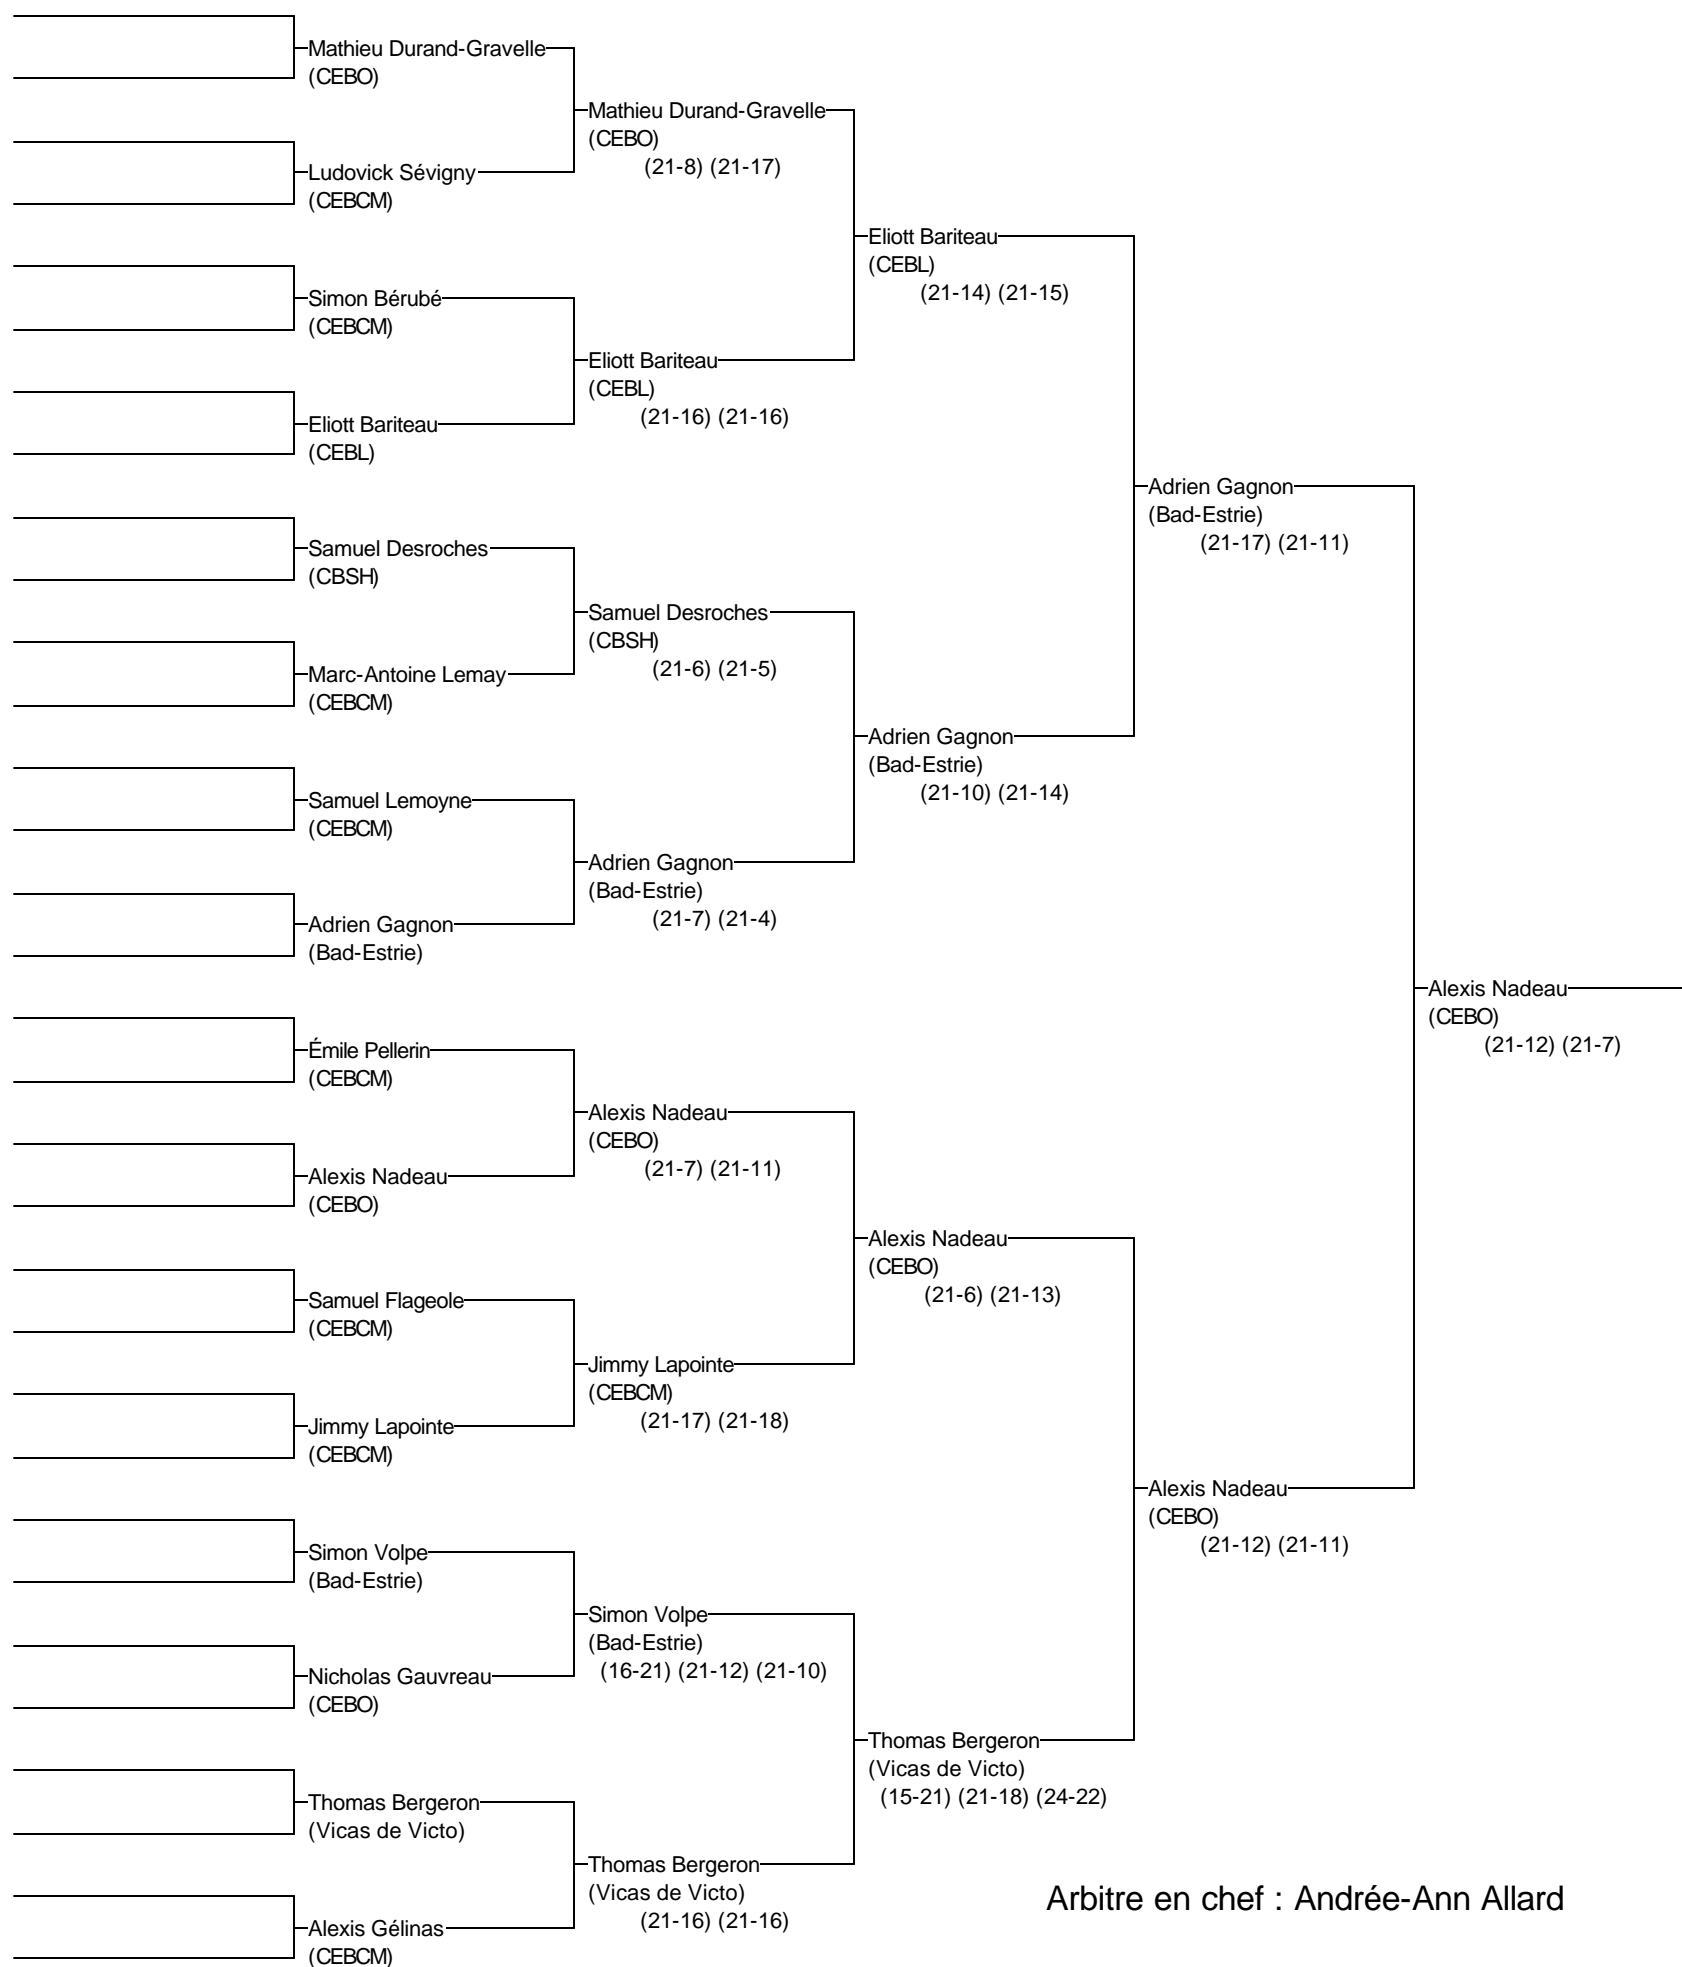 Mathieu Durand-Gravelle
(CEBO)
Ludovick Sévigny
(CEBCM)
Simon Bérubé
(CEBCM)
Eliott Bariteau
(CEBL)
Samuel Desroches
(CBSH)
Marc-Antoine Lemay
(CEBCM)
Samuel Lemoyne
(CEBCM)
Adrien Gagnon
(Bad-Estrie)
Émile Pellerin
(CEBCM)
Alexis Nadeau
(CEBO)
Samuel Flageole
(CEBCM)
Jimmy Lapointe
(CEBCM)
Simon Volpe
(Bad-Estrie)
Nicholas Gauvreau
(CEBO)
Thomas Bergeron
(Vicas de Victo)
Alexis Gélinas
(CEBCM)
Mathieu Durand-Gravelle
(CEBO)
(21-8) (21-17)
Eliott Bariteau
(CEBL)
(21-16) (21-16)
Samuel Desroches
(CBSH)
(21-6) (21-5)
Adrien Gagnon
(Bad-Estrie)
(21-7) (21-4)
Alexis Nadeau
(CEBO)
(21-7) (21-11)
Jimmy Lapointe
(CEBCM)
(21-17) (21-18)
Simon Volpe
(Bad-Estrie)
(16-21) (21-12) (21-10)
Thomas Bergeron
(Vicas de Victo)
(21-16) (21-16)
Eliott Bariteau
(CEBL)
(21-14) (21-15)
Adrien Gagnon
(Bad-Estrie)
(21-10) (21-14)
Alexis Nadeau
(CEBO)
(21-6) (21-13)
Thomas Bergeron
(Vicas de Victo)
(15-21) (21-18) (24-22)
Adrien Gagnon
(Bad-Estrie)
(21-17) (21-11)
Alexis Nadeau
(CEBO)
(21-12) (21-11)
Alexis Nadeau
(CEBO)
(21-12) (21-7)
Arbitre en chef : Andrée-Ann Allard